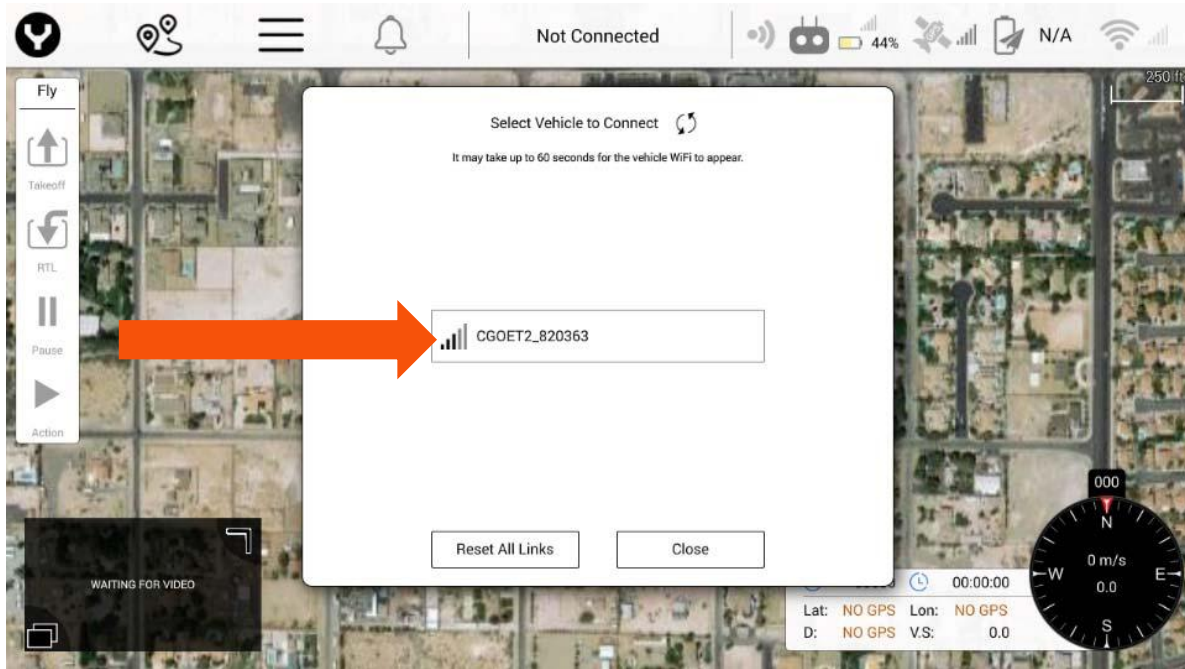 Not Connected
44%
N/A
250 ft
Fly
Takeoff
RTL
Pause
Action
Select Vehicle to Connect
It may take up to 60 seconds for the vehicle WiFi to appear.
CGOET2_820363
Reset All Links
Close
WAITING FOR VIDEO
000
N
W
E
S
0 m/s
0.0
00:00:00
Lat: NO GPS Lon: NO GPS
D: NO GPS V.S: 0.0